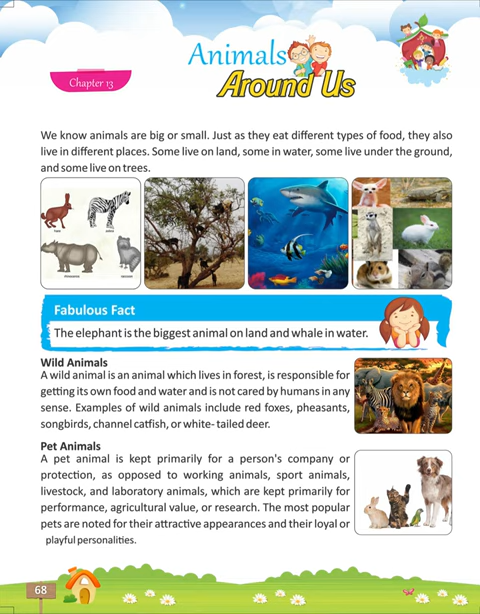 Chapter 13
Animals
Around Us
We know animals are big or small. Just as they eat different types of food, they also
live in different places. Some live on land, some in water, some live under the ground,
and some live on trees.
Fabulous Fact
The elephant is the biggest animal on land and whale in water.
Wild Animals
A wild animal is an animal which lives in forest, is responsible for
getting its own food and water and is not cared by humans in any
sense. Examples of wild animals include red foxes, pheasants,
songbirds, channel catfish, or white- tailed deer.
Pet Animals
A pet animal is kept primarily for a person's company or
protection, as opposed to working animals, sport animals,
livestock, and laboratory animals, which are kept primarily for
performance, agricultural value, or research. The most popular
pets are noted for their attractive appearances and their loyal or
playful personalities.
68